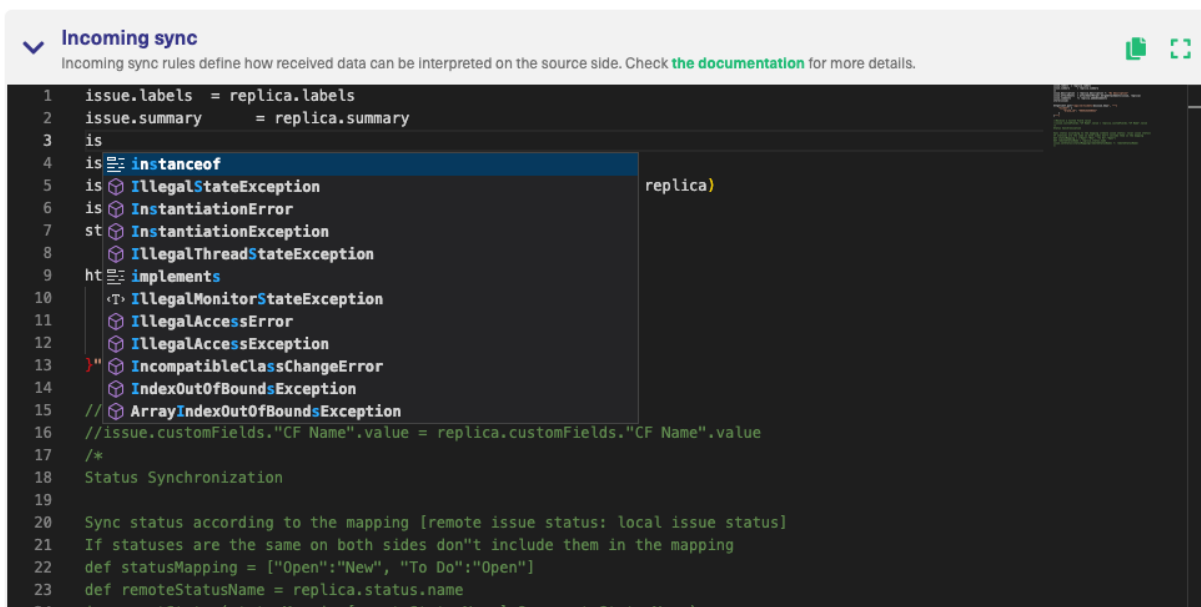 Incoming sync
Incoming sync rules define how received data can be interpreted on the source side. Check the documentation for more details.
1 issue.labels = replica.labels
2 issue.summary = replica.summary
3 is
4 is instanceof
5 is IllegalStateException replica)
6 is InstantiationError
7 st InstantiationException
8 IllegalThreadStateException
9 ht implements
10 IllegalMonitorStateException
11 IllegalAccessError
12 IllegalAccessException
13 }" IncompatibleClassChangeError
14 IndexOutOfBoundsException
15 // ArrayIndexOutOfBoundsException
16 //issue.customFields."CF Name".value = replica.customFields."CF Name".value
17 /*
18 Status Synchronization
19
20 Sync status according to the mapping [remote issue status: local issue status]
21 If statuses are the same on both sides don"t include them in the mapping
22 def statusMapping = ["Open":"New", "To Do":"Open"]
23 def remoteStatusName = replica.status.name